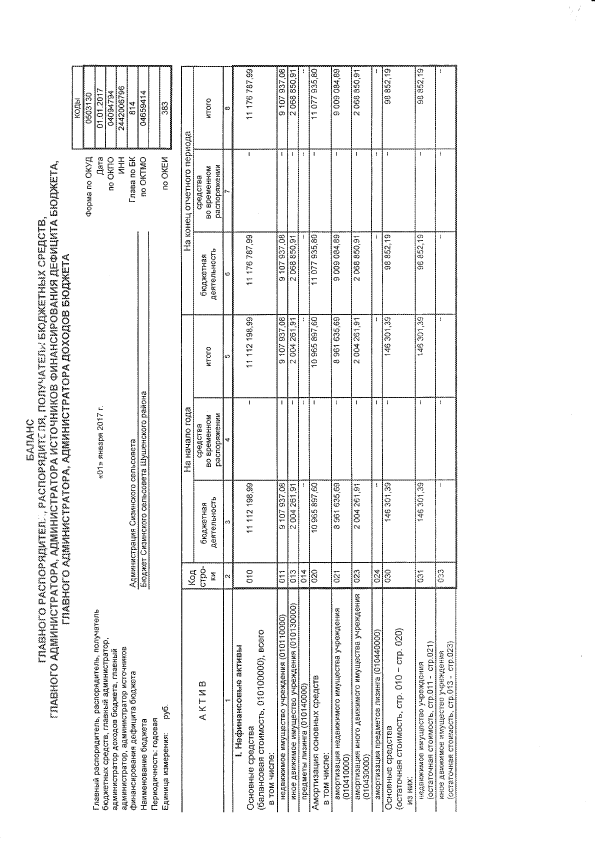 БАЛАНС
ГЛАВНОГО РАСПОРЯДИТЕЛЯ, РАСПОРЯДИТЕЛЯ, ПОЛУЧАТЕЛЯ БЮДЖЕТНЫХ СРЕДСТВ,
ГЛАВНОГО АДМИНИСТРАТОРА, АДМИНИСТРАТОРА ИСТОЧНИКОВ ФИНАНСИРОВАНИЯ ДЕФИЦИТА БЮДЖЕТА,
ГЛАВНОГО АДМИНИСТРАТОРА, АДМИНИСТРАТОРА ДОХОДОВ БЮДЖЕТА
КОДЫ
Форма по ОКУД 0503130
«01» января 2017 г. Дата 01.01.2017
Главный распорядитель, распорядитель, получатель по ОКПО 04094794
бюджетных средств, главный администратор, ИНН 2442006796
администратор доходов бюджета, главный
администратор, администратор источников
финансирования дефицита бюджета Администрация Сизинского сельсовета Глава по БК 814
Наименование бюджета Бюджет Сизинского сельсовета Шушенского района по ОКТМО 04659414
Периодичность: годовая
Единица измерения: руб. по ОКЕИ 383
А К Т И В Код стро-ки На начало года На конец отчетного периода
бюджетная деятельность средства во временном распоряжении итого бюджетная деятельность средства во временном распоряжении итого
1 2 3 4 5 6 7 8
I. Нефинансовые активы
Основные средства
(балансовая стоимость, 010100000), всего 010 11 112 198,99 – 11 112 198,99 11 176 787,99 – 11 176 787,99
в том числе:
недвижимое имущество учреждения (010110000) 011 9 107 937,08 – 9 107 937,08 9 107 937,08 – 9 107 937,08
иное движимое имущество учреждения (010130000) 013 2 004 261,91 – 2 004 261,91 2 068 850,91 – 2 068 850,91
предметы лизинга (010140000) 014 – – – – – –
Амортизация основных средств 020 10 965 897,60 – 10 965 897,60 11 077 935,80 – 11 077 935,80
в том числе:
амортизация недвижимого имущества учреждения
(010410000) 021 8 961 635,69 – 8 961 635,69 9 009 084,89 – 9 009 084,89
амортизация иного движимого имущества учреждения
(010430000) 023 2 004 261,91 – 2 004 261,91 2 068 850,91 – 2 068 850,91
амортизация предметов лизинга (010440000) 024 – – – – – –
Основные средства
(остаточная стоимость, стр. 010 – стр. 020) 030 146 301,39 – 146 301,39 98 852,19 – 98 852,19
из них:
недвижимое имущество учреждения
(остаточная стоимость, стр.011 - стр.021) 031 146 301,39 – 146 301,39 98 852,19 – 98 852,19
иное движимое имущество учреждения
(остаточная стоимость, стр.013 - стр.023) 033 – – – – – –